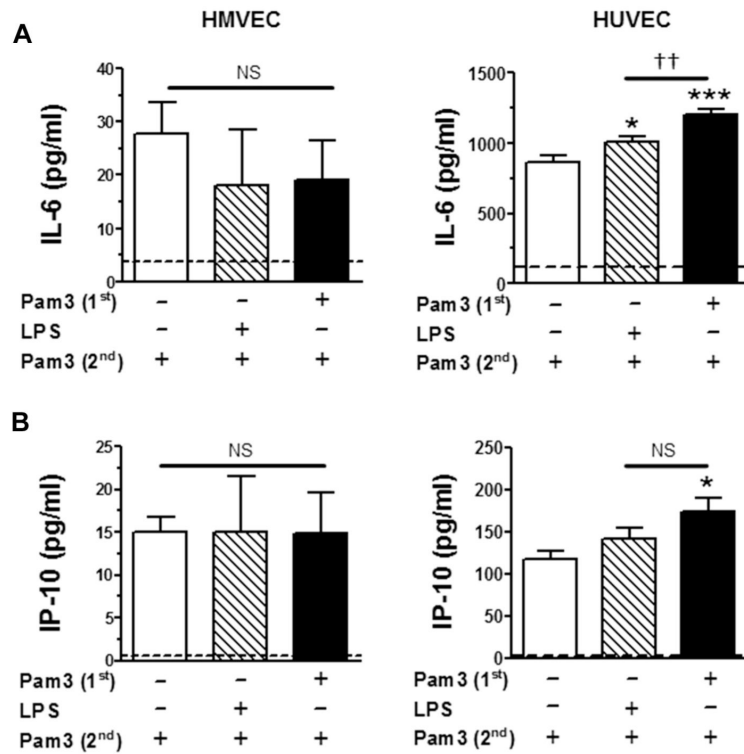 HMVEC HUVEC
A
NS
†† 
* ***
IL-6 (pg/ml)
40
30
20
10
0
IL-6 (pg/ml)
1500
1000
500
0
Pam3 (1st) - - +
LPS - + -
Pam3 (2nd) + + +
Pam3 (1st) - - +
LPS - + -
Pam3 (2nd) + + +
B
NS
NS
*
IP-10 (pg/ml)
25
20
15
10
5
0
IP-10 (pg/ml)
250
200
150
100
50
0
Pam3 (1st) - - +
LPS - + -
Pam3 (2nd) + + +
Pam3 (1st) - - +
LPS - + -
Pam3 (2nd) + + +